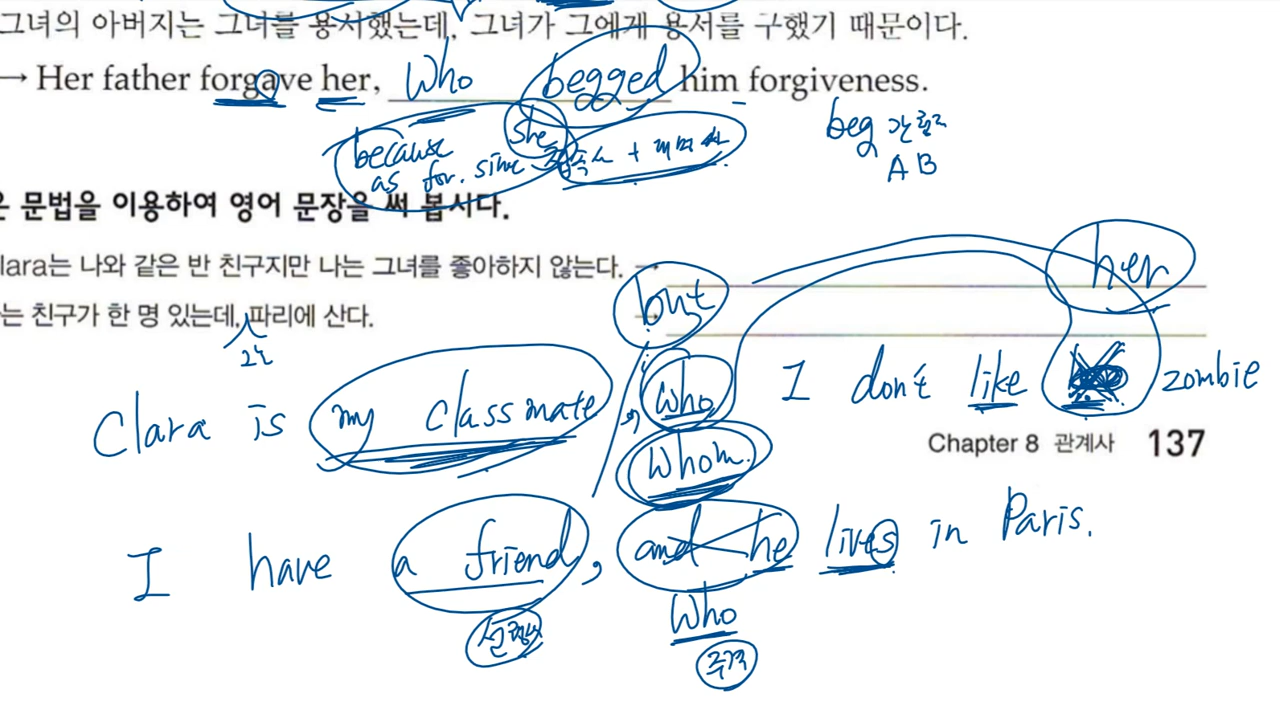 그녀의 아버지는 그녀를 용서했는데, 그녀가 그에게 용서를 구했기 때문이다.
→ Her father forgave her, Who begged him forgiveness.
because she
as for. since 접속사 + 대명사
beg 간청하다
A B
은 문법을 이용하여 영어 문장을 써 봅시다.
lara는 나와 같은 반 친구지만 나는 그녀를 좋아하지 않는다. →
her
but
는 친구가 한 명 있는데, 파리에 산다. →
그는
Clara is my classmate, who I don't like zombie
Whom.
Chapter 8 관계사 137
I have a friend, and he lives in Paris.
선행사
Who
주격